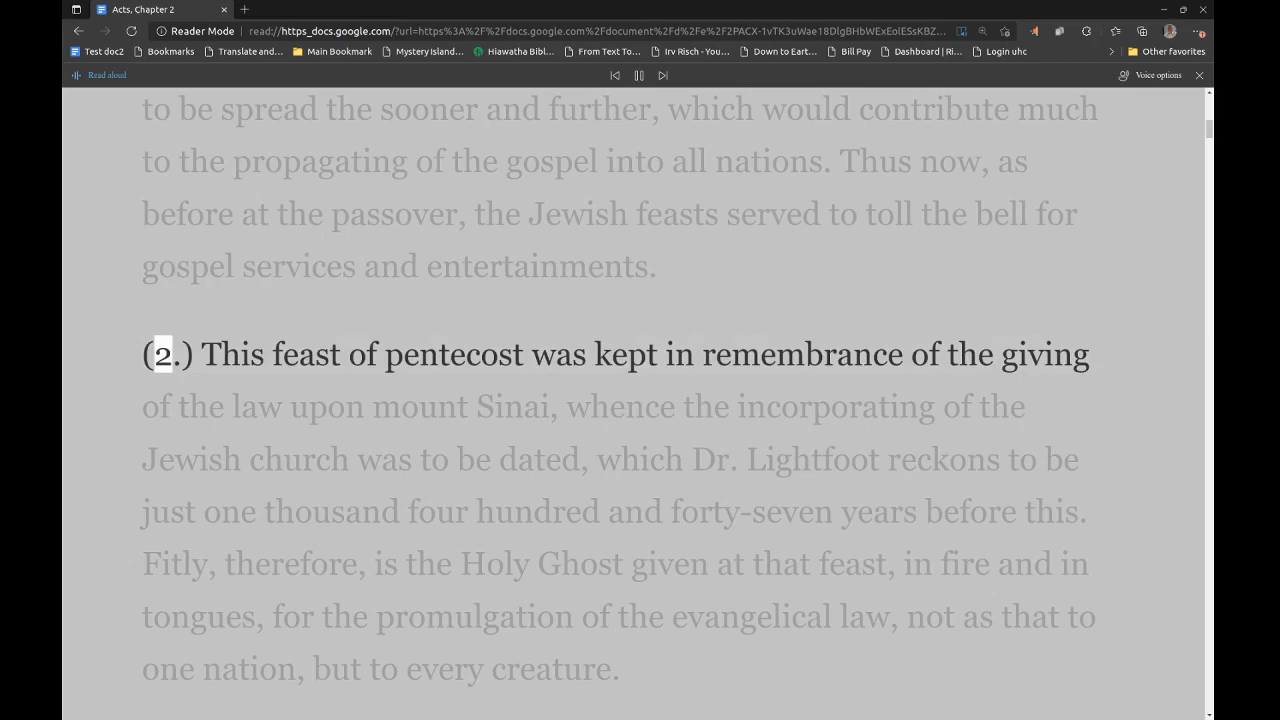 Acts, Chapter 2
Reader Mode read://https_docs.google.com/?url=https%3A%2F%2Fdocs.google.com%2Fdocument%2Fd%2Fe%2F2PACX-1vTK3uWae18DlgBHbWExEolESsKBZ...
Test doc2 Bookmarks Translate and... Main Bookmark Mystery Island... Hiawatha Bibl... From Text To... Irv Risch - You... Down to Eart... Bill Pay Dashboard | Ri... Login uhc Other favorites
Read aloud Voice options
to be spread the sooner and further, which would contribute much
to the propagating of the gospel into all nations. Thus now, as
before at the passover, the Jewish feasts served to toll the bell for
gospel services and entertainments.
(2.) This feast of pentecost was kept in remembrance of the giving
of the law upon mount Sinai, whence the incorporating of the
Jewish church was to be dated, which Dr. Lightfoot reckons to be
just one thousand four hundred and forty-seven years before this.
Fitly, therefore, is the Holy Ghost given at that feast, in fire and in
tongues, for the promulgation of the evangelical law, not as that to
one nation, but to every creature.